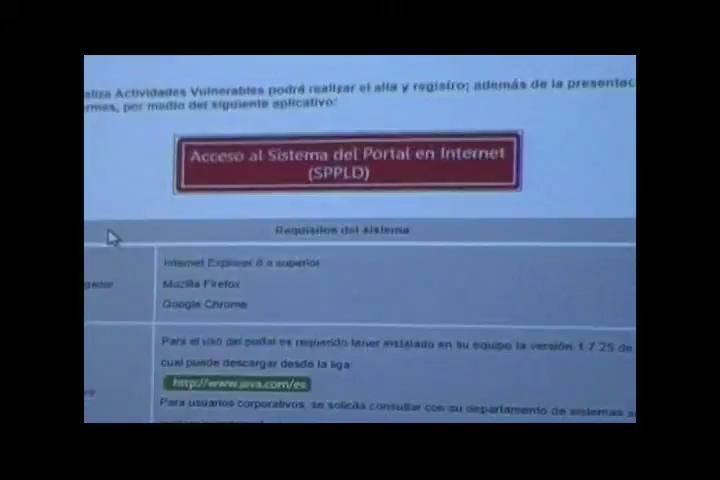 aliza Actividades Vulnerables podrá realizar el alta y registro; además de la presentac
rmes, por medio del siguiente aplicativo:
Acceso al Sistema del Portal en Internet
(SPPLD)
Requisitos del sistema
Internet Explorer 8 o superior
gador
Mozilla Firefox
Google Chrome
Para el uso del portal es requerido tener instalado en su equipo la versión 1.7.25 de
cual puede descargar desde la liga:
http://www.java.com/es
Para usuarios corporativos, se solicita consultar con su departamento de sistemas